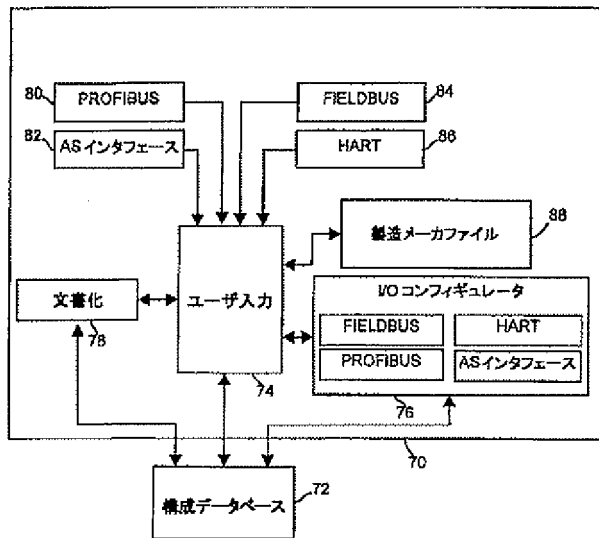 80
PROFIBUS
FIELDBUS
84
82
ASインタフェース
HART
86
製造メーカファイル
88
文書化
78
ユーザ入力
74
I/Oコンフィギュレータ
FIELDBUS
HART
PROFIBUS
ASインタフェース
76
70
構成データベース
72